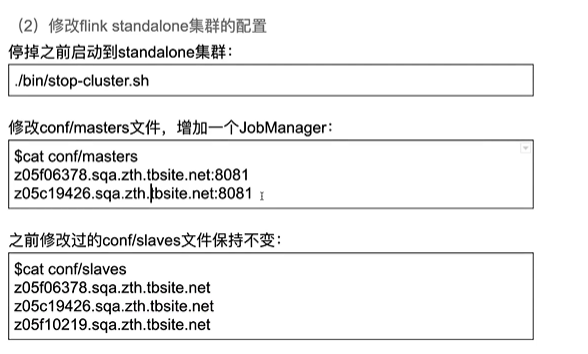 （2）修改flink standalone集群的配置
停掉之前启动到standalone集群：
./bin/stop-cluster.sh
修改conf/masters文件，增加一个JobManager：
$cat conf/masters
z05f06378.sqa.zth.tbsite.net:8081
z05c19426.sqa.zth.tbsite.net:8081
之前修改过的conf/slaves文件保持不变：
$cat conf/slaves
z05f06378.sqa.zth.tbsite.net
z05c19426.sqa.zth.tbsite.net
z05f10219.sqa.zth.tbsite.net